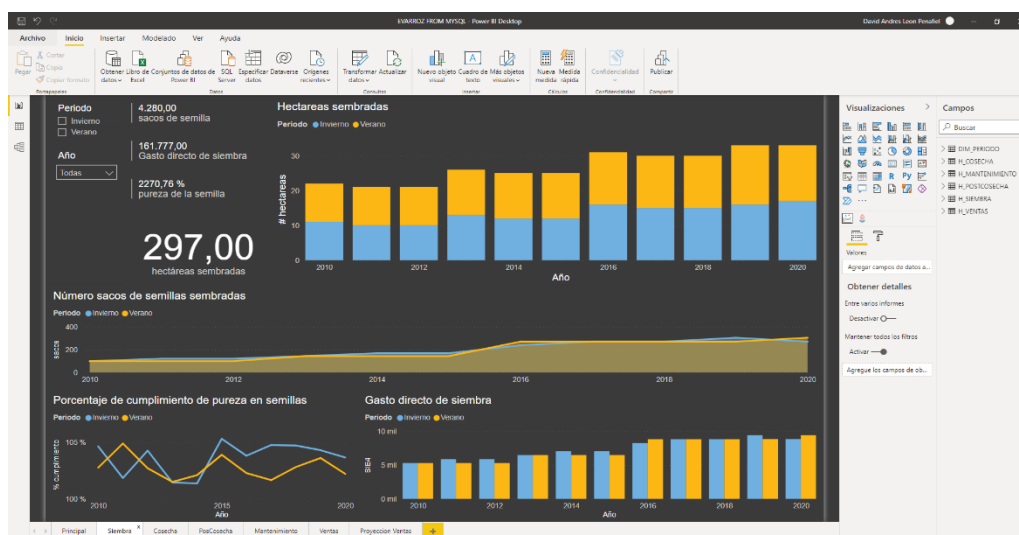 EVARROZ FROM MYSQL - Power BI Desktop
David Andres Leon Peñafiel
Archivo Inicio Insertar Modelado Ver Ayuda
Pegar
Cortar
Copia
Copiar formato
Portapapeles
Obtener datos
Libro de Excel
Conjuntos de datos de Power BI
SQL Server
Especificar datos
Dataverse
Orígenes recientes
Datos
Transformar datos
Actualizar
Consultas
Nuevo objeto visual
Cuadro de texto
Más objetos visuales
Insertar
Nueva medida
Medida rápida
Cálculos
Confidencialidad
Confidencialidad
Publicar
Compartir
Periodo
Invierno
Verano
Año
Todas
4.280,00
sacos de semilla
161.777,00
Gasto directo de siembra
2270,76 %
pureza de la semilla
297,00
hectáreas sembradas
Hectareas sembradas
Periodo Invierno Verano
# hectareas
30
20
10
0
2010 2012 2014 2016 2018 2020
Año
Número sacos de semillas sembradas
Periodo Invierno Verano
sacos
400
200
0
2010 2012 2014 2016 2018 2020
Porcentaje de cumplimiento de pureza en semillas
Periodo Invierno Verano
% cumplimiento
105 %
100 %
2010 2015 2020
Año
Gasto directo de siembra
Periodo Invierno Verano
SIE4
10 mil
5 mil
0 mil
2010 2012 2014 2016 2018 2020
Año
Visualizaciones
Valores
Agregar campos de datos a...
Obtener detalles
Entre varios informes
Desactivar
Mantener todos los filtros
Activar
Agregue los campos de ob...
Campos
Buscar
DIM_PERIODO
H_COSECHA
H_MANTENIMIENTO
H_POSTCOSECHA
H_SIEMBRA
H_VENTAS
Principal Siembra Cosecha PosCosecha Mantenimiento Ventas Proyeccion Ventas